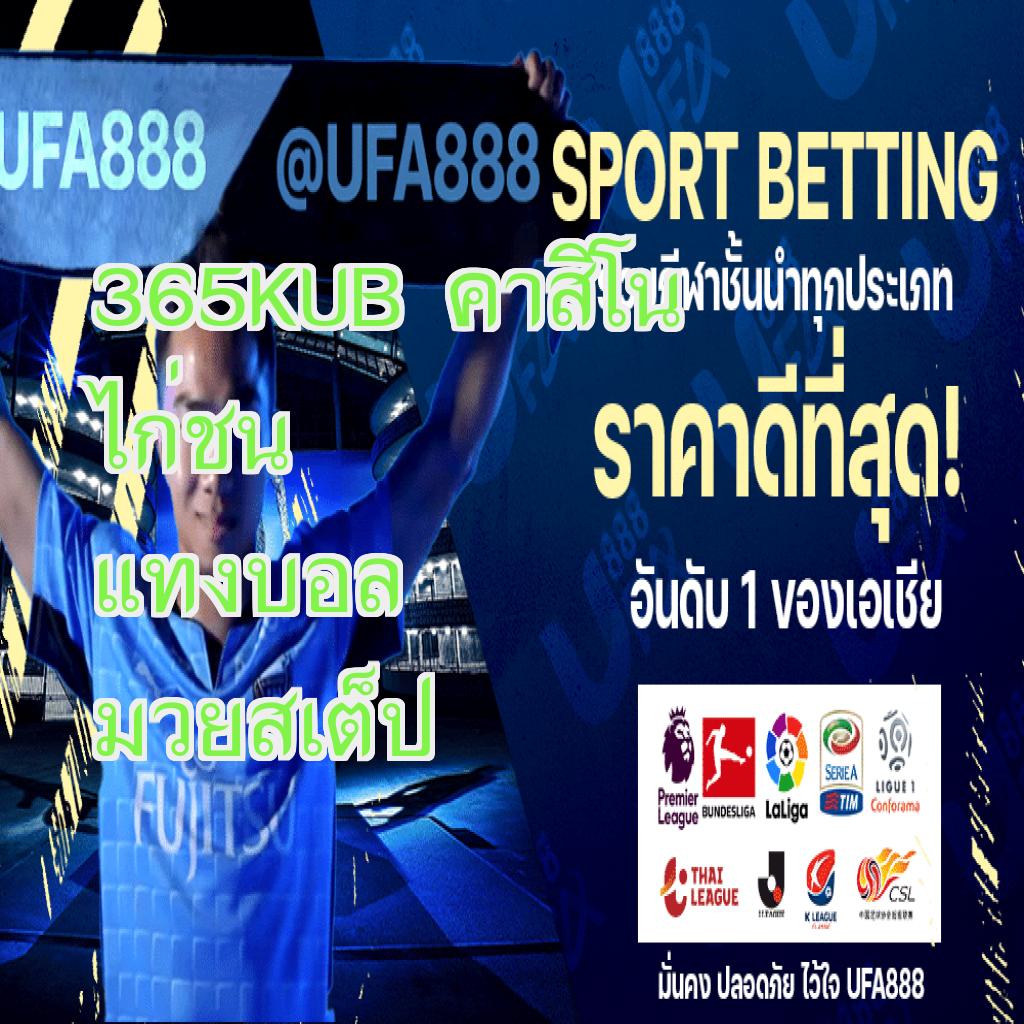 UFA888
@UFA888
SPORT BETTING
365KUB คาสิโน
กีฬาชั้นนำทุกประเภท
ไก่ชน
ราคาดีที่สุด!
แทงบอล
อันดับ 1 ของเอเชีย
มวยสเต็ป
FUJITSU
Premier
League
BUNDESLIGA
LaLiga
SERIE A
TIM
LIGUE 1
Conforama
THAI
LEAGUE
J.LEAGUE
K LEAGUE
CSL
มั่นคง ปลอดภัย ไว้ใจ UFA888